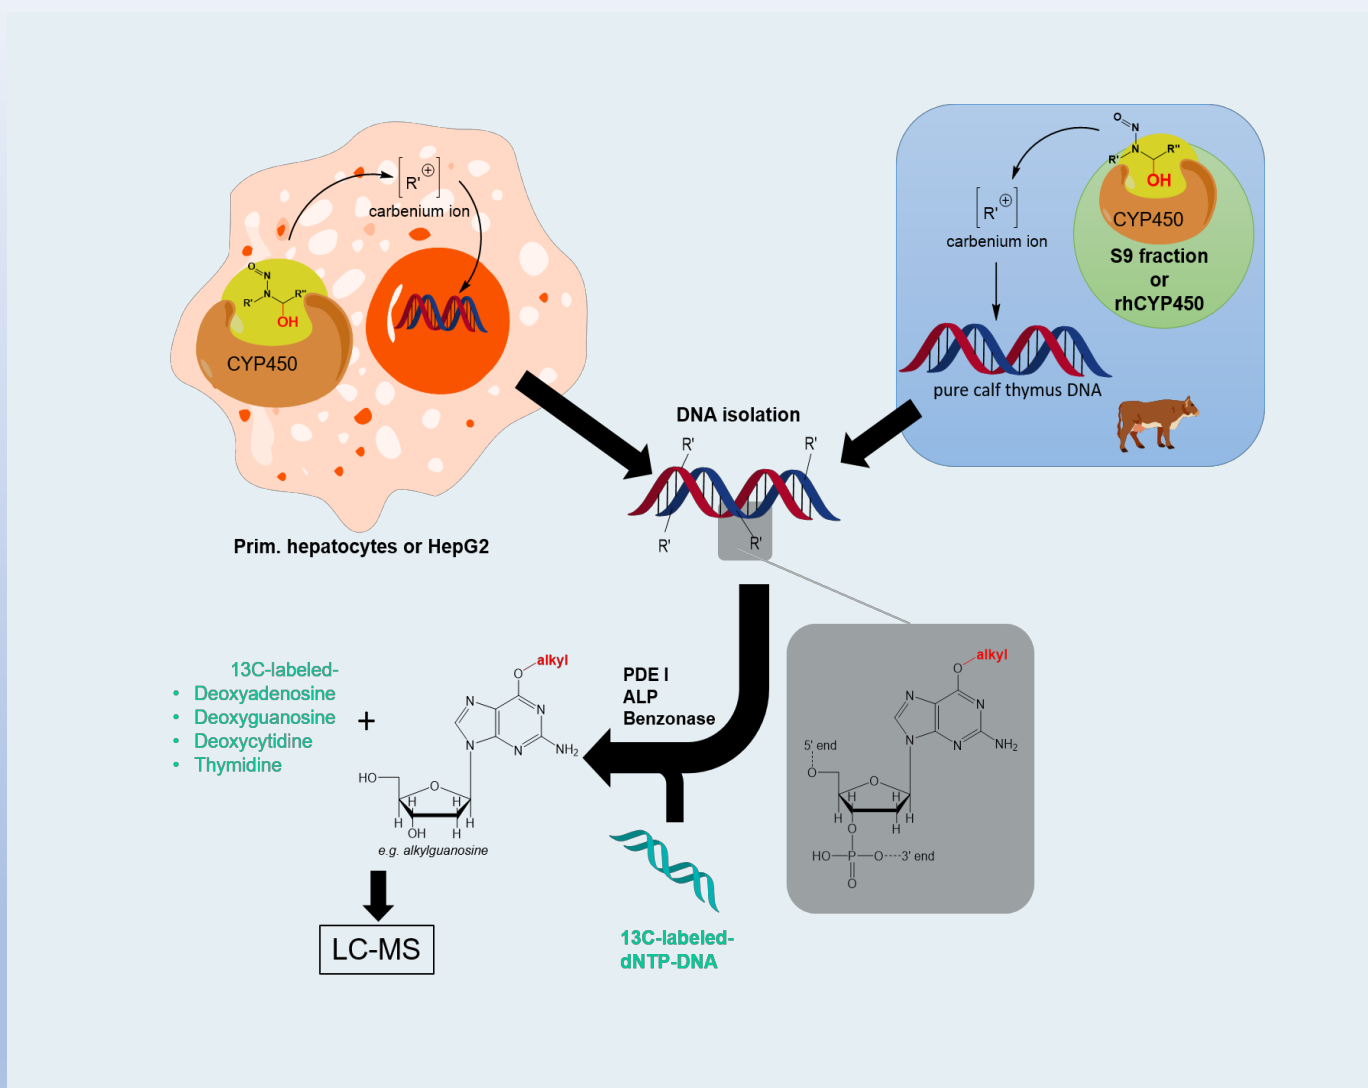 [R'⊕]
carbenium ion
O
N
N
R'
R''
OH
CYP450
Prim. hepatocytes or HepG2
O
N
N
R'
R''
OH
CYP450
S9 fraction
or
rhCYP450
[R'⊕]
carbenium ion
pure calf thymus DNA
DNA isolation
R'
R'
R'
R'
13C-labeled-
• Deoxyadenosine
• Deoxyguanosine
• Deoxycytidine
• Thymidine
+
alkyl
O
N
N
N
N
NH₂
HO
O
H
H
H
H
OH
H
e.g. alkylguanosine
LC-MS
PDE I
ALP
Benzonase
13C-labeled-
dNTP-DNA
alkyl
O
N
N
N
N
NH₂
5' end
O
O
H
H
H
H
H
O
HO—P—O----3' end
O